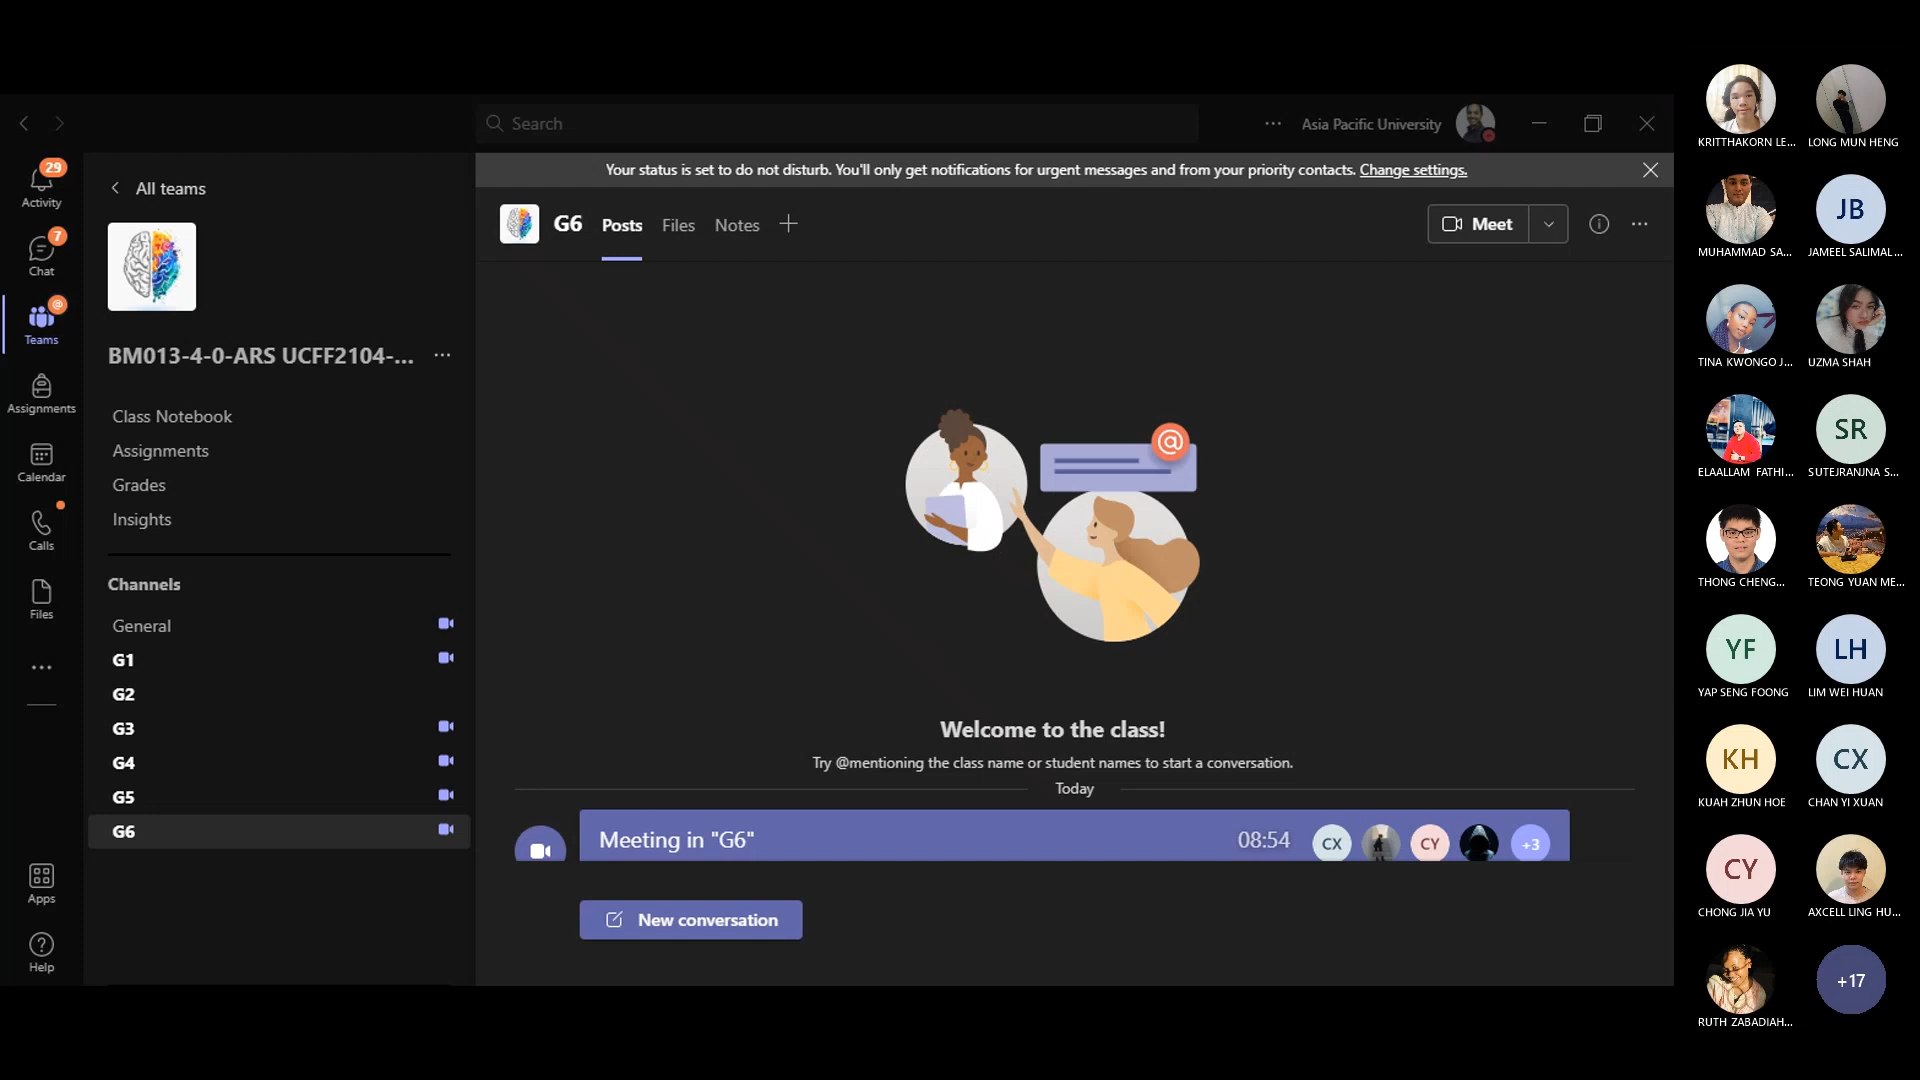 Search
Asia Pacific University
Your status is set to do not disturb. You'll only get notifications for urgent messages and from your priority contacts. Change settings.
29
Activity
7
Chat
@
Teams
Assignments
Calendar
Calls
Files
Apps
Help
All teams
BM013-4-0-ARS UCFF2104-...
Class Notebook
Assignments
Grades
Insights
Channels
General
G1
G2
G3
G4
G5
G6
G6 Posts Files Notes
Meet
@
Welcome to the class!
Try @mentioning the class name or student names to start a conversation.
Today
Meeting in "G6" 08:54 CX CY +3
New conversation
KRITTHAKORN LE... LONG MUN HENG
JB
MUHAMMAD SA... JAMEEL SALIMAL...
TINA KWONGO J... UZMA SHAH
SR
ELAALLAM FATHI... SUTEJRANJNA S...
THONG CHENG... TEONG YUAN ME...
YF LH
YAP SENG FOONG LIM WEI HUAN
KH CX
KUAH ZHUN HOE CHAN YI XUAN
CY
CHONG JIA YU AXCELL LING HU...
+17
RUTH ZABADIAH...